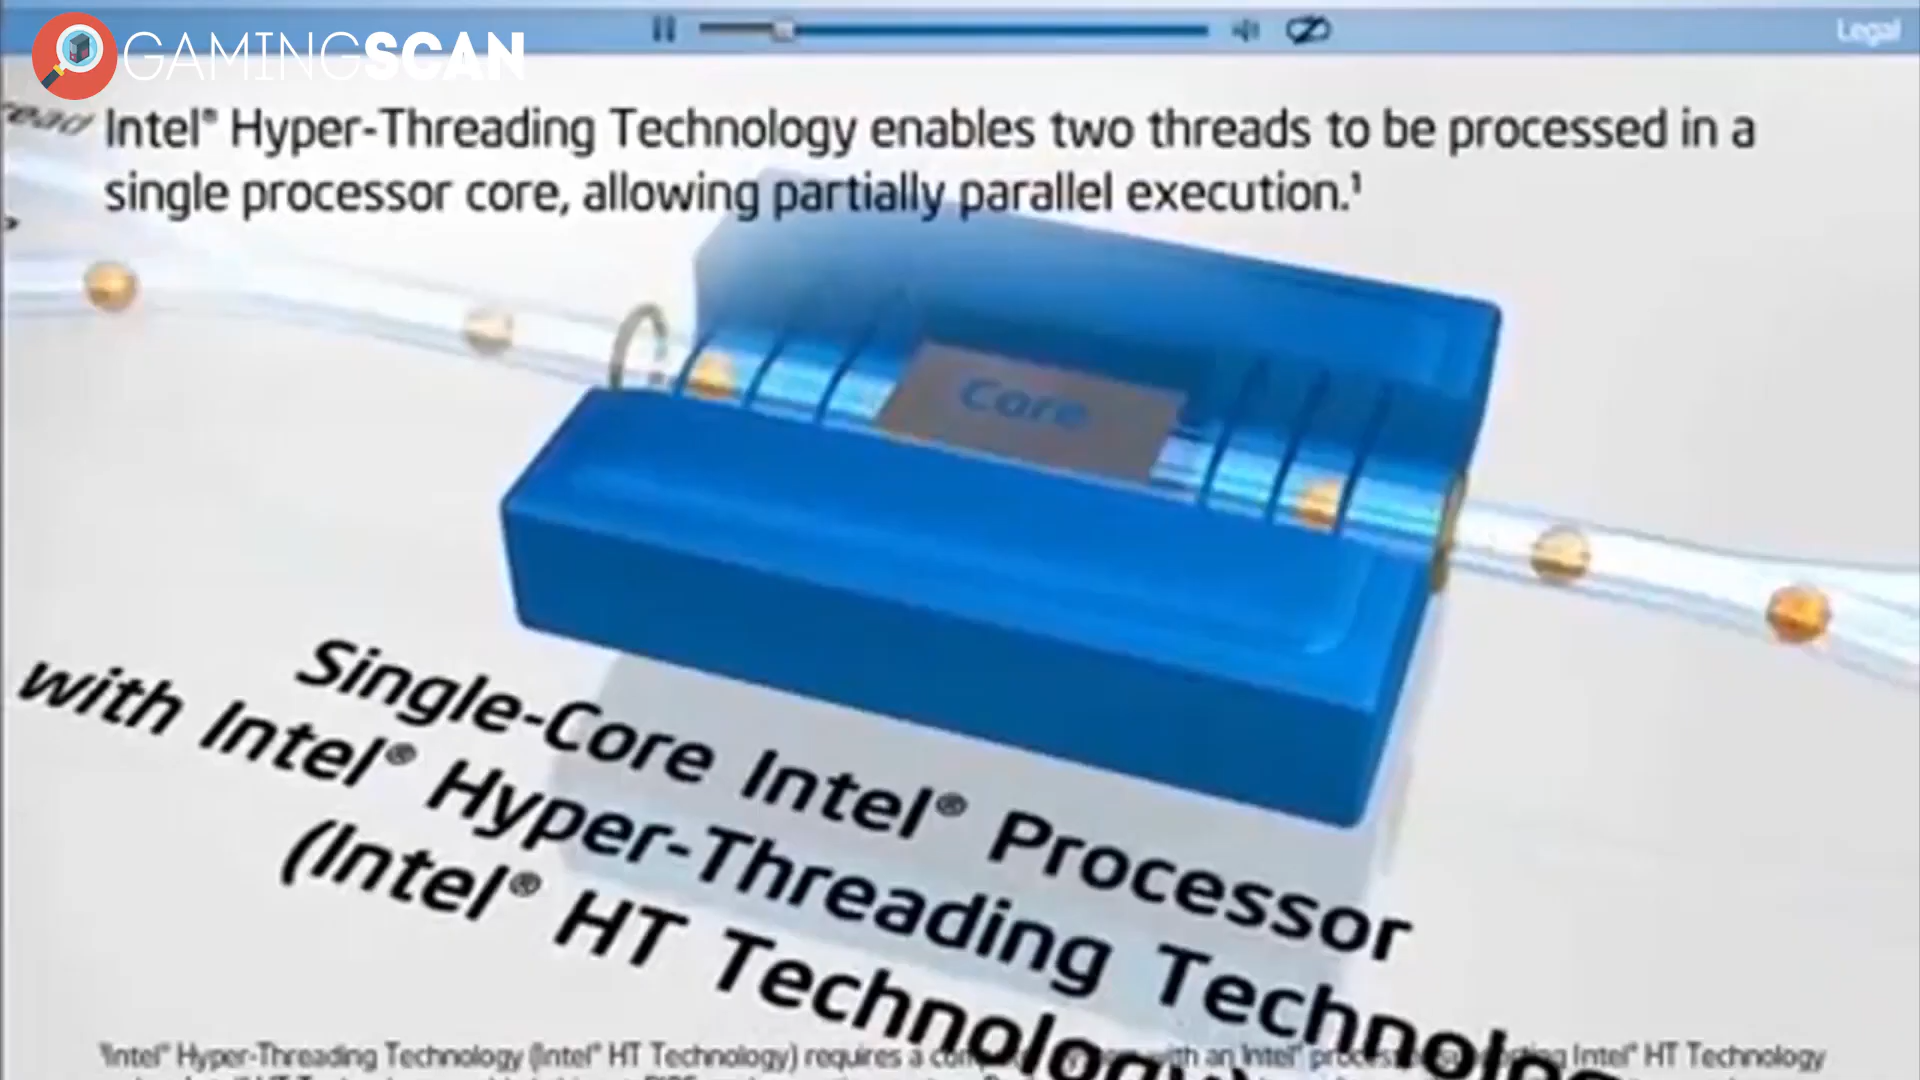 GAMINGSCAN
Legal
read
Intel® Hyper-Threading Technology enables two threads to be processed in a
single processor core, allowing partially parallel execution.¹
Core
Single-Core Intel® Processor
with Intel® Hyper-Threading Technolo
(Intel® HT Technology)
¹Intel® Hyper-Threading Technology (Intel® HT Technology) requires a with an Intel® Intel® HT Technology